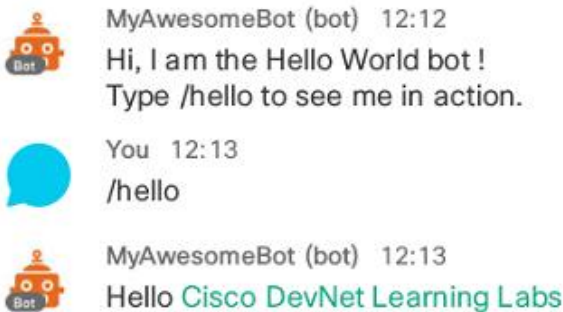 MyAwesomeBot (bot) 12:12
Bot
Hi, I am the Hello World bot !
Type /hello to see me in action.
You 12:13
/hello
MyAwesomeBot (bot) 12:13
Bot
Hello Cisco DevNet Learning Labs